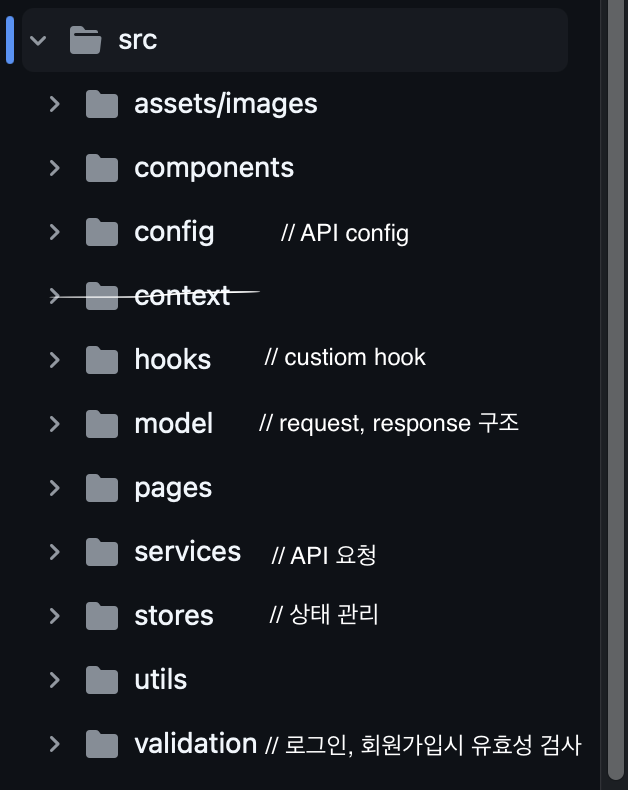 src
assets/images
components
config // API config
context
hooks // custiom hook
model // request, response 구조
pages
services // API 요청
stores // 상태 관리
utils
validation // 로그인, 회원가입시 유효성 검사